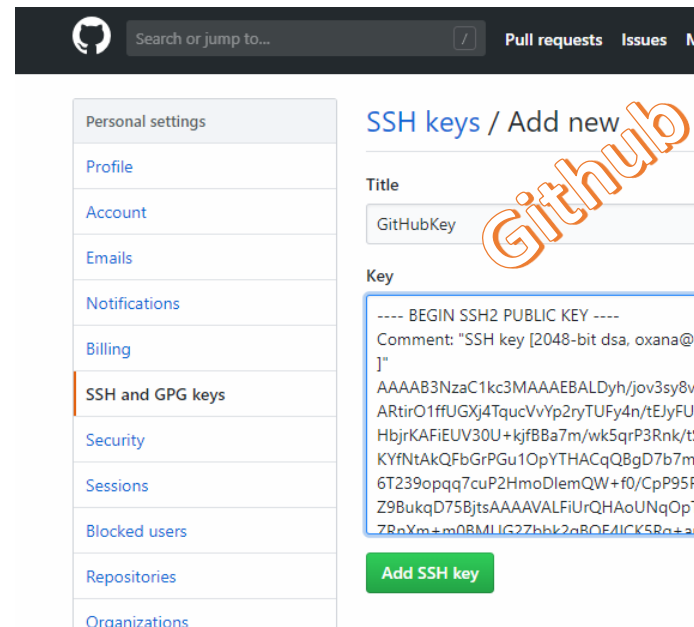 Search or jump to...
/
Pull requests Issues
Personal settings
Profile
Account
Emails
Notifications
Billing
SSH and GPG keys
Security
Sessions
Blocked users
Repositories
Organizations
SSH keys / Add new
Github
Title
GitHubKey
Key
---- BEGIN SSH2 PUBLIC KEY ----
Comment: "SSH key [2048-bit dsa, oxana@
]"
AAAAB3NzaC1kc3MAAAEBALDyh/jov3sy8v
ARtirO1ffUGXj4TqucVvYp2ryTUFy4n/tEJyFU
HbjrKAFiEUV30U+kjfBBa7m/wk5qrP3Rnk/tS
KYfNtAkQFbGrPGu1OpYTHACqQBgD7b7m
6T239opqq7cuP2HmoDlemQW+f0/CpP95F
Z9BukqD75BjtsAAAAVALFiUrQHAoUNqOpT
Add SSH key